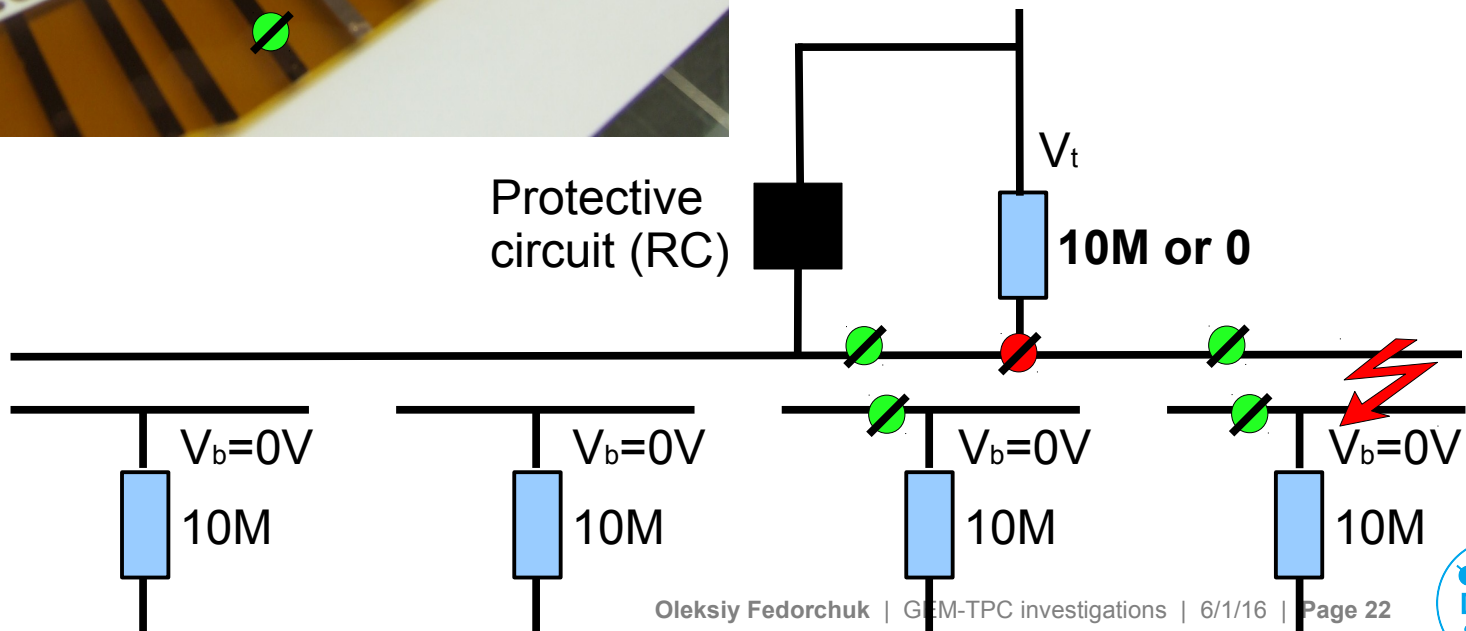 Vt
Protective
circuit (RC)
10M or 0
Vb=0V Vb=0V Vb=0V Vb=0V
10M 10M 10M 10M
Oleksiy Fedorchuk | GEM-TPC investigations | 6/1/16 | Page 22